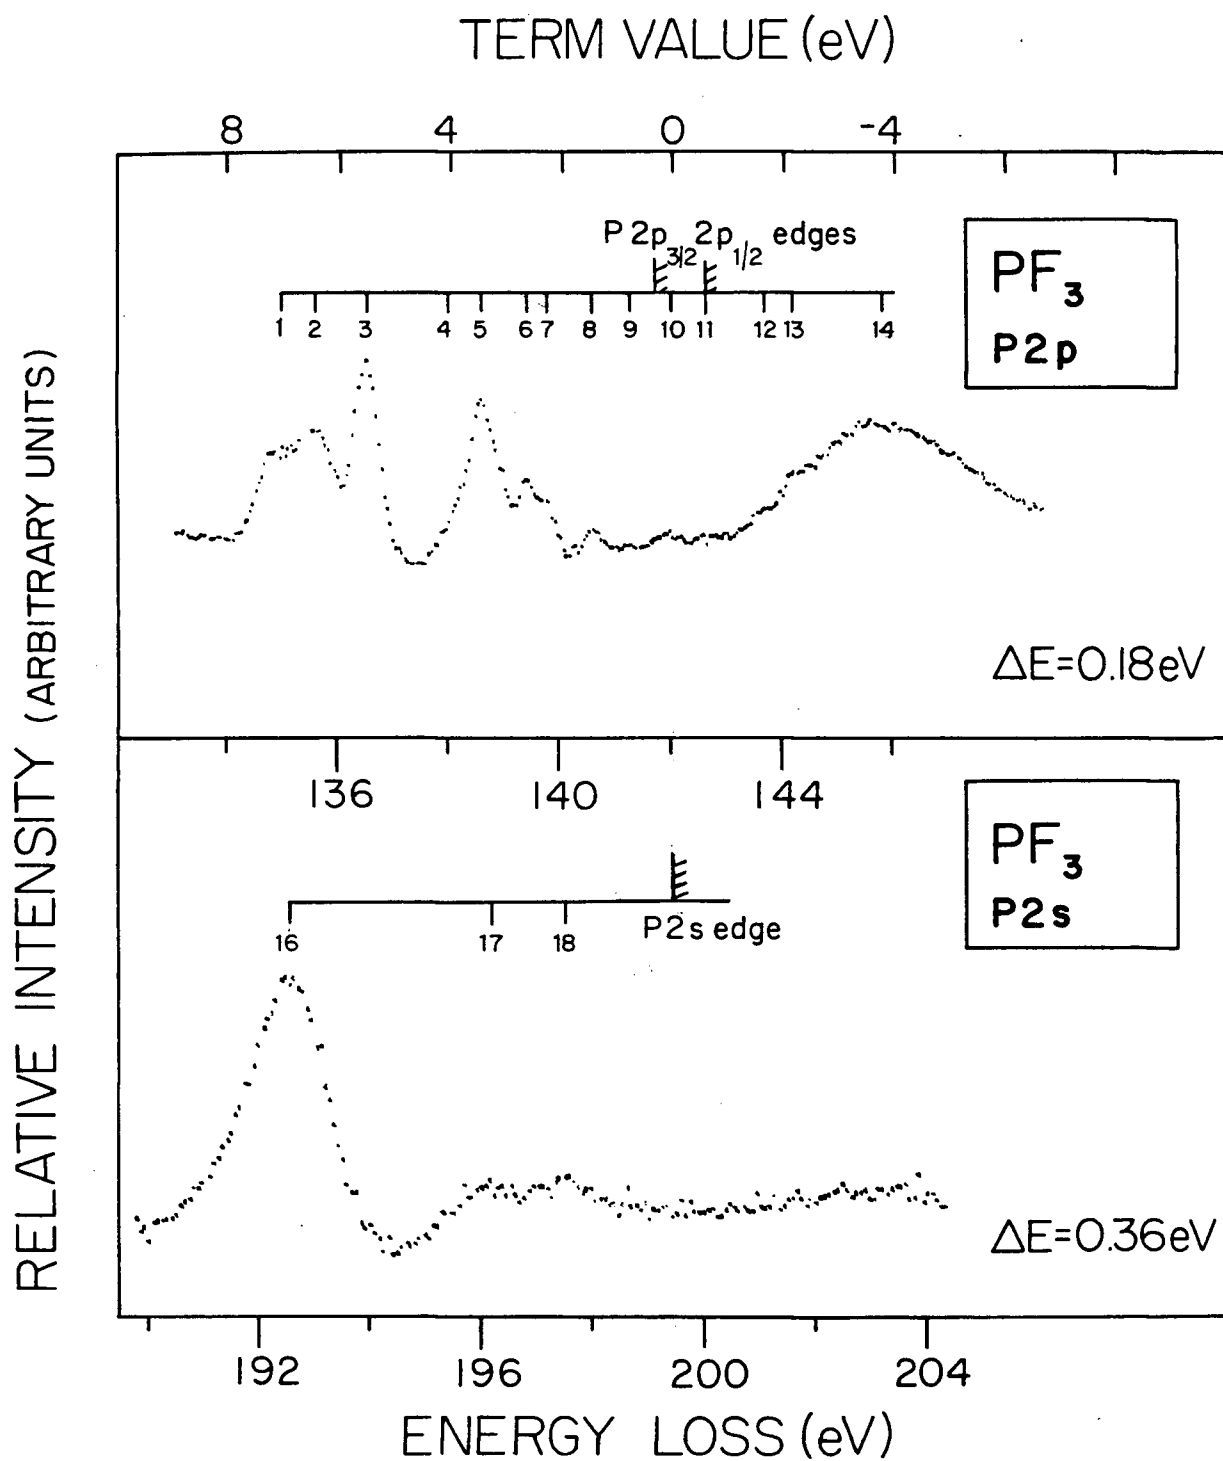 TERM VALUE (eV)
8 4 0 -4
P 2p3/2 2p1/2 edges
1 2 3 4 5 6 7 8 9 10 11 12 13 14
PF3
P2p
ΔE=0.18eV
136 140 144
PF3
P2s
P2s edge
16 17 18
ΔE=0.36eV
192 196 200 204
ENERGY LOSS (eV)
RELATIVE INTENSITY (ARBITRARY UNITS)